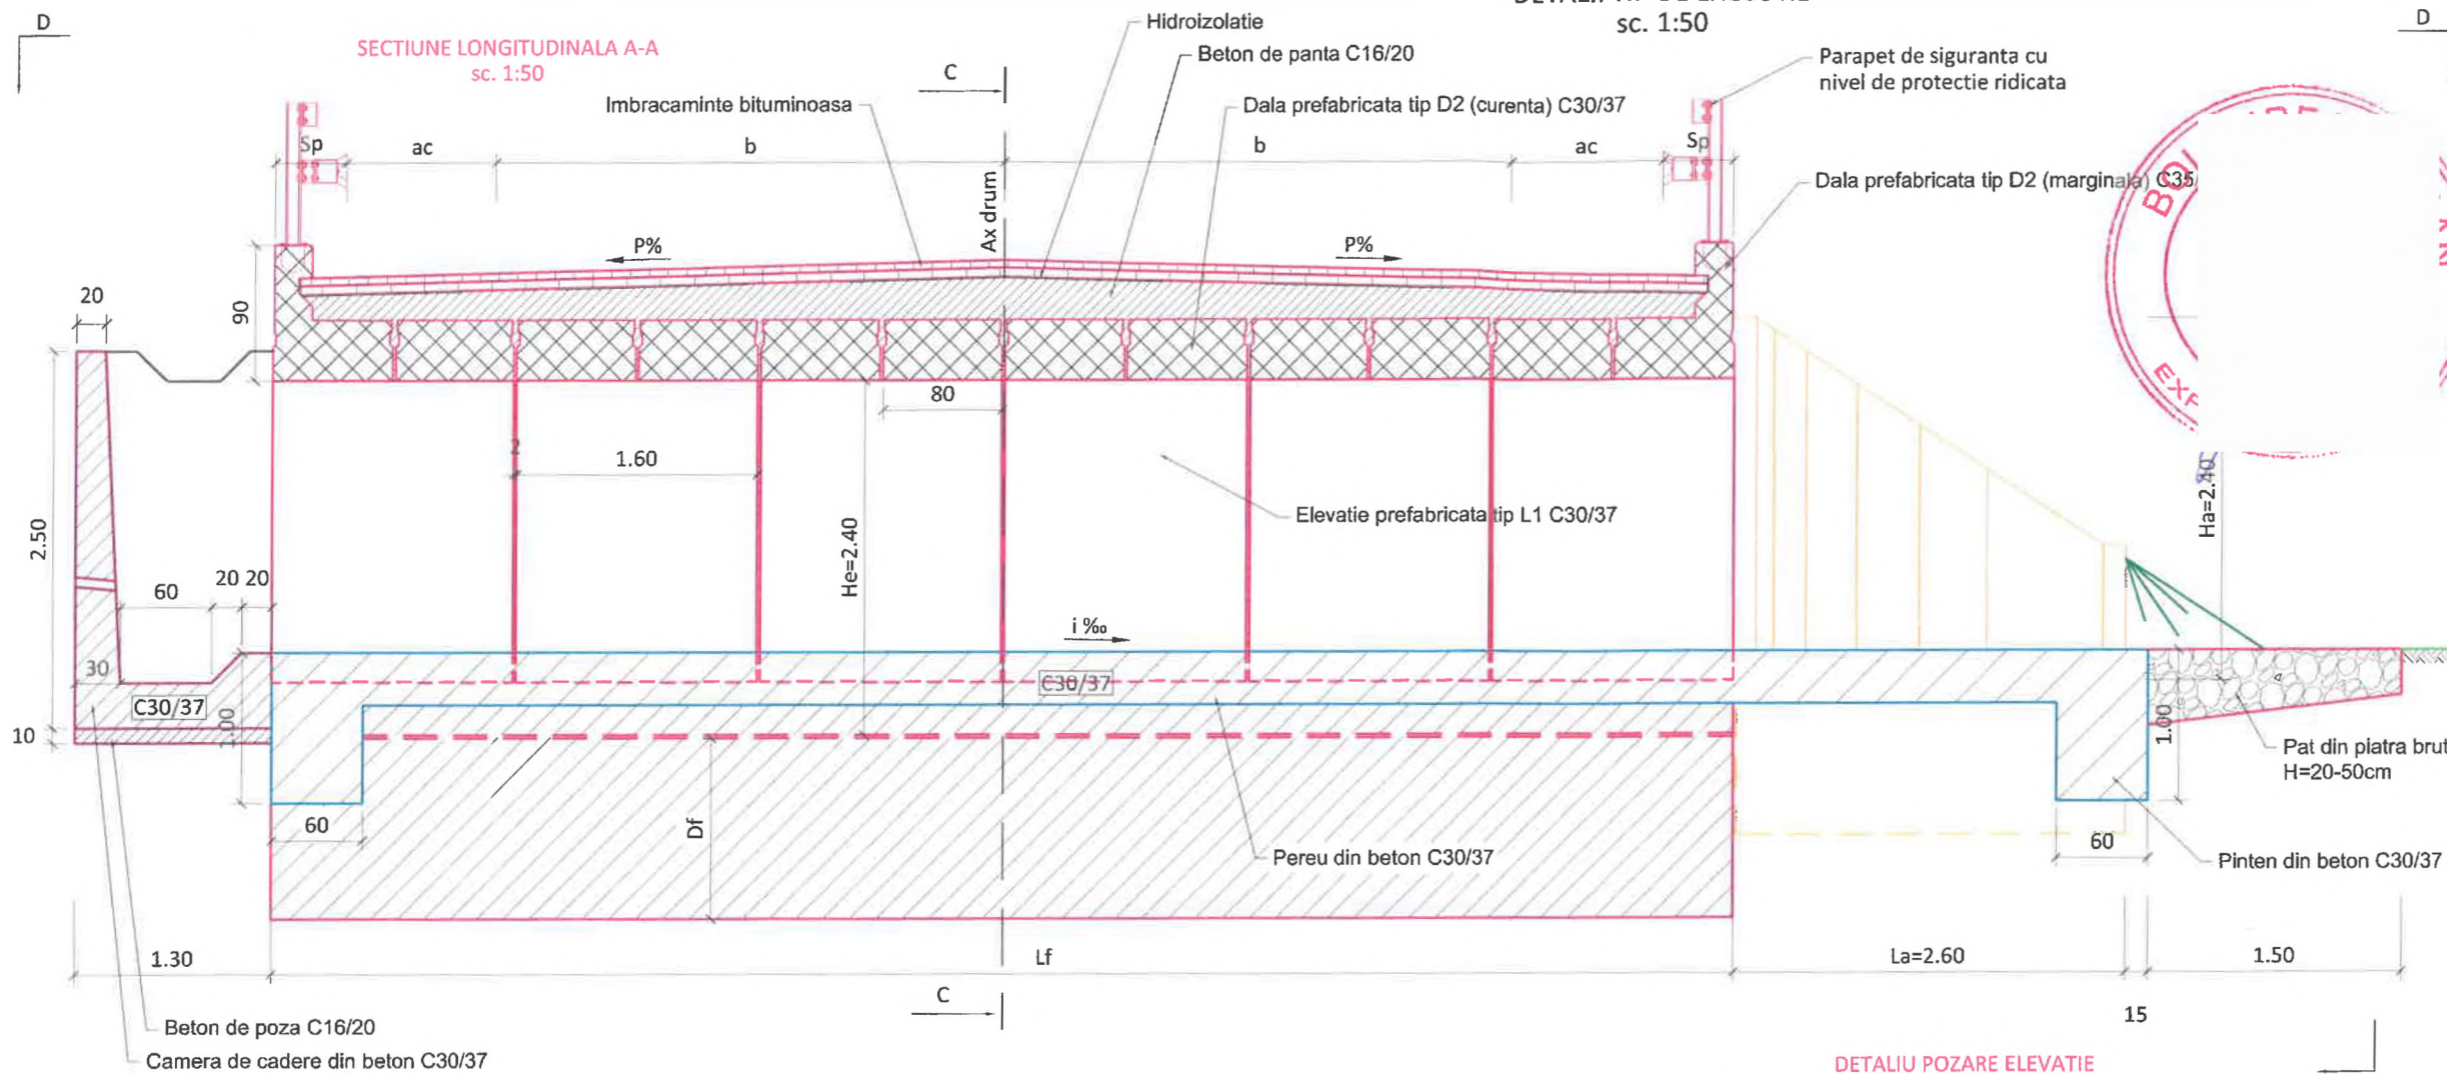 D
D
sc. 1:50
SECTIUNE LONGITUDINALA A-A
sc. 1:50
Hidroizolatie
Beton de panta C16/20
C
Parapet de siguranta cu
nivel de protectie ridicata
Imbracaminte bituminoasa
Dala prefabricata tip D2 (curenta) C30/37
Sp
ac
b
b
ac
Sp
Dala prefabricata tip D2 (marginala) C35/
Ax drum
P%
P%
20
90
80
2
1.60
Elevatie prefabricata tip L1 C30/37
He=2.40
Ha=2.40
2.50
60
20 20
i ‰
30
C30/37
C30/37
1.00
1.00
10
Pat din piatra brut
H=20-50cm
60
Df
Pereu din beton C30/37
60
Pinten din beton C30/37
1.30
Lf
La=2.60
1.50
C
15
Beton de poza C16/20
Camera de cadere din beton C30/37
DETALIU POZARE ELEVATIE